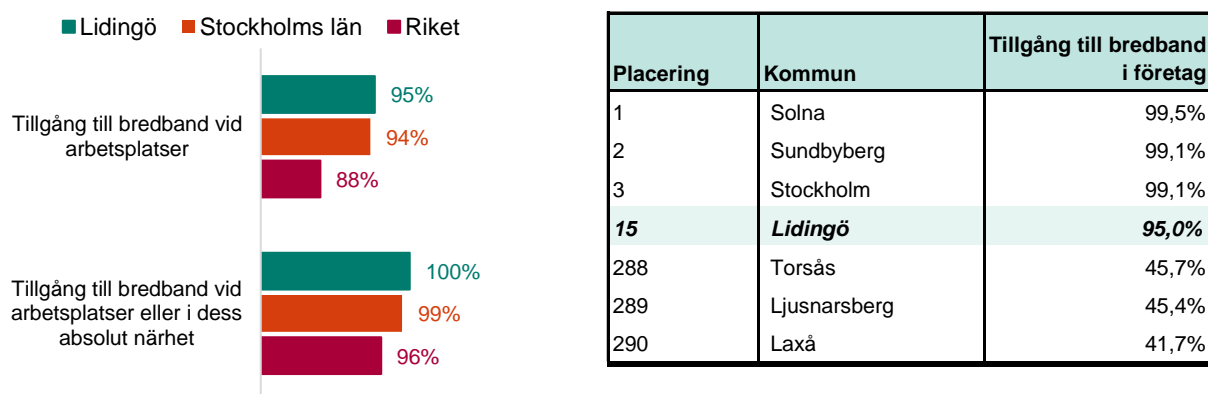 Lidingö Stockholms län Riket
Tillgång till bredband vid
arbetsplatser
95%
94%
88%
Tillgång till bredband vid
arbetsplatser eller i dess
absolut närhet
100%
99%
96%
Placering Kommun Tillgång till bredband
i företag
1 Solna 99,5%
2 Sundbyberg 99,1%
3 Stockholm 99,1%
15 Lidingö 95,0%
288 Torsås 45,7%
289 Ljusnarsberg 45,4%
290 Laxå 41,7%